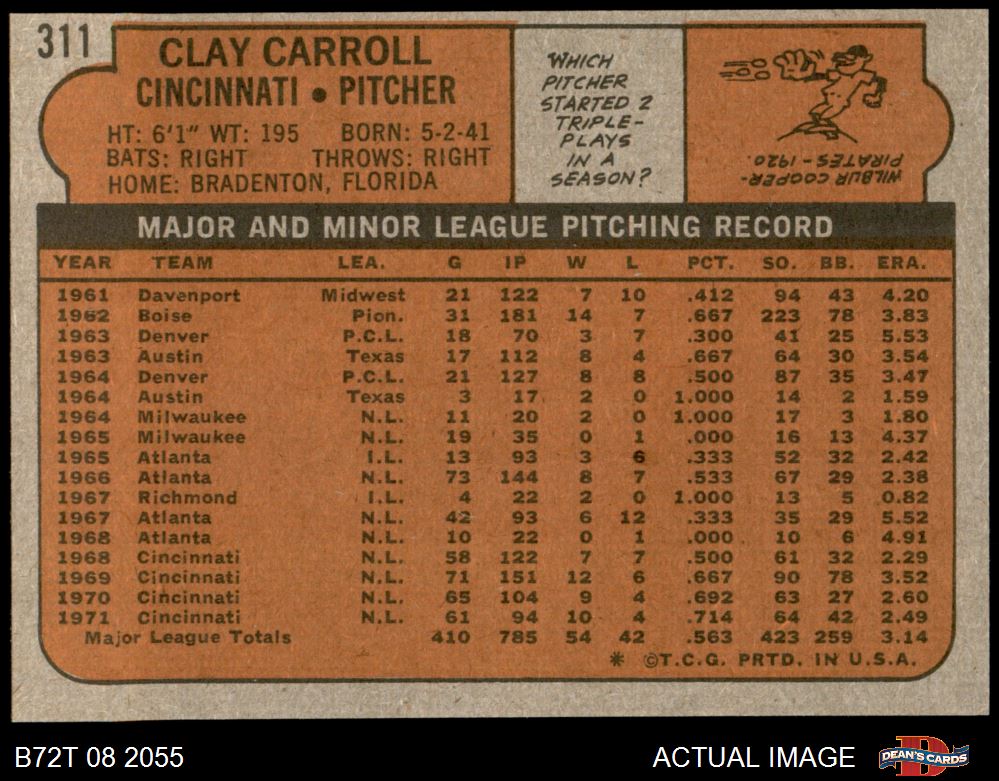 311
CLAY CARROLL
CINCINNATI • PITCHER
HT: 6'1" WT: 195 BORN: 5-2-41
BATS: RIGHT THROWS: RIGHT
HOME: BRADENTON, FLORIDA
WHICH
PITCHER
STARTED 2
TRIPLE-
PLAYS
IN A
SEASON?
WILBUR COOPER-
PIRATES - 1920.
MAJOR AND MINOR LEAGUE PITCHING RECORD
YEAR TEAM LEA. G IP W L PCT. SO. BB. ERA.
1961 Davenport Midwest 21 122 7 10 .412 94 43 4.20
1962 Boise Pion. 31 181 14 7 .667 223 78 3.83
1963 Denver P.C.L. 18 70 3 7 .300 41 25 5.53
1963 Austin Texas 17 112 8 4 .667 64 30 3.54
1964 Denver P.C.L. 21 127 8 8 .500 87 35 3.47
1964 Austin Texas 3 17 2 0 1.000 14 2 1.59
1964 Milwaukee N.L. 11 20 2 0 1.000 17 3 1.80
1965 Milwaukee N.L. 19 35 0 1 .000 16 13 4.37
1965 Atlanta I.L. 13 93 3 6 .333 52 32 2.42
1966 Atlanta N.L. 73 144 8 7 .533 67 29 2.38
1967 Richmond I.L. 4 22 2 0 1.000 13 5 0.82
1967 Atlanta N.L. 42 93 6 12 .333 35 29 5.52
1968 Atlanta N.L. 10 22 0 1 .000 10 6 4.91
1968 Cincinnati N.L. 58 122 7 7 .500 61 32 2.29
1969 Cincinnati N.L. 71 151 12 6 .667 90 78 3.52
1970 Cincinnati N.L. 65 104 9 4 .692 63 27 2.60
1971 Cincinnati N.L. 61 94 10 4 .714 64 42 2.49
Major League Totals 410 785 54 42 .563 423 259 3.14
* ©T.C.G. PRTD. IN U.S.A.
B72T 08 2055
ACTUAL IMAGE
DEAN'S CARDS